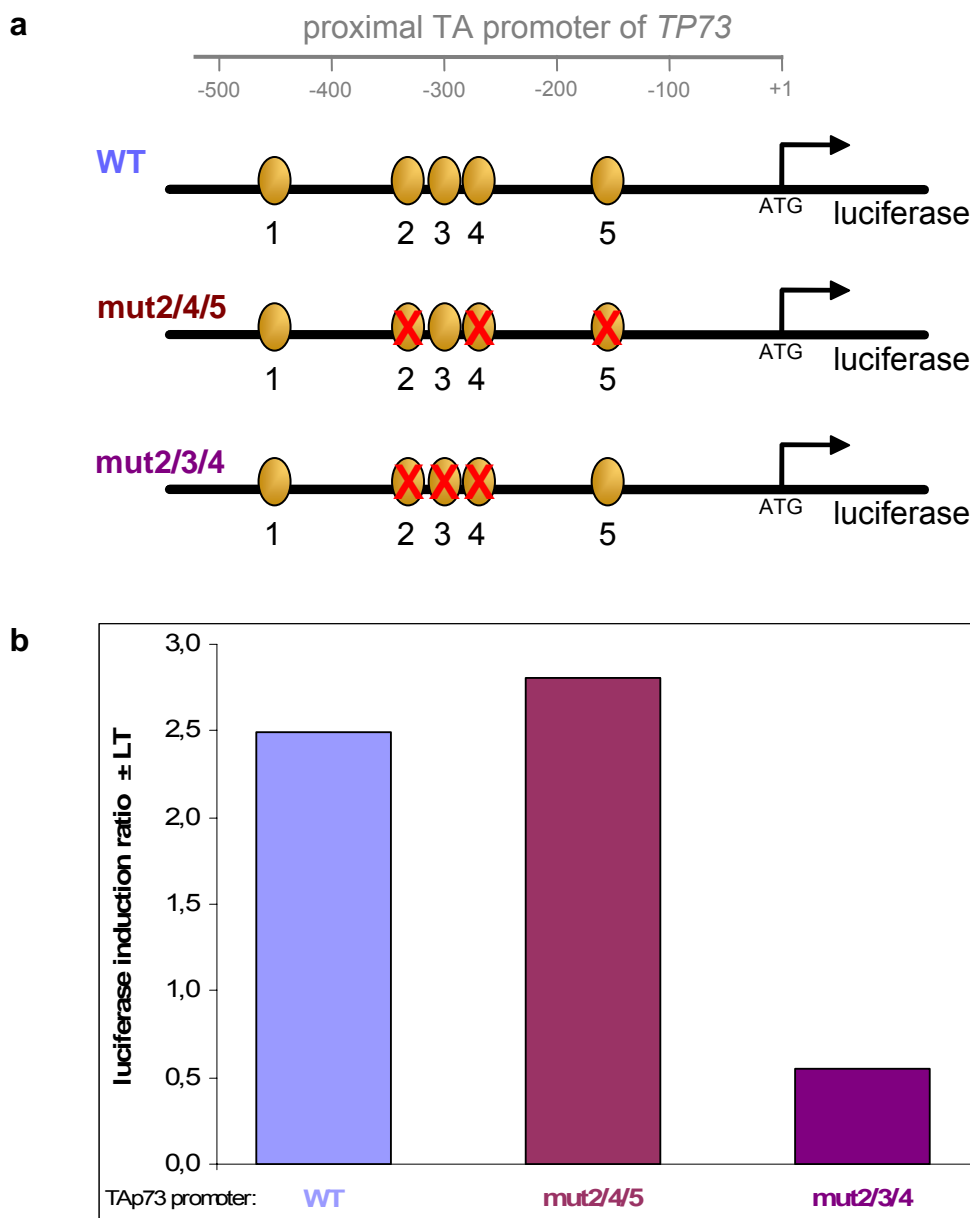 a
proximal TA promoter of TP73
-500 -400 -300 -200 -100 +1
WT
ATG
luciferase
1 2 3 4 5
mut2/4/5
ATG
luciferase
1 2 3 4 5
mut2/3/4
ATG
luciferase
1 2 3 4 5
b
luciferase induction ratio ± LT
3,0
2,5
2,0
1,5
1,0
0,5
0,0
TAp73 promoter: WT mut2/4/5 mut2/3/4